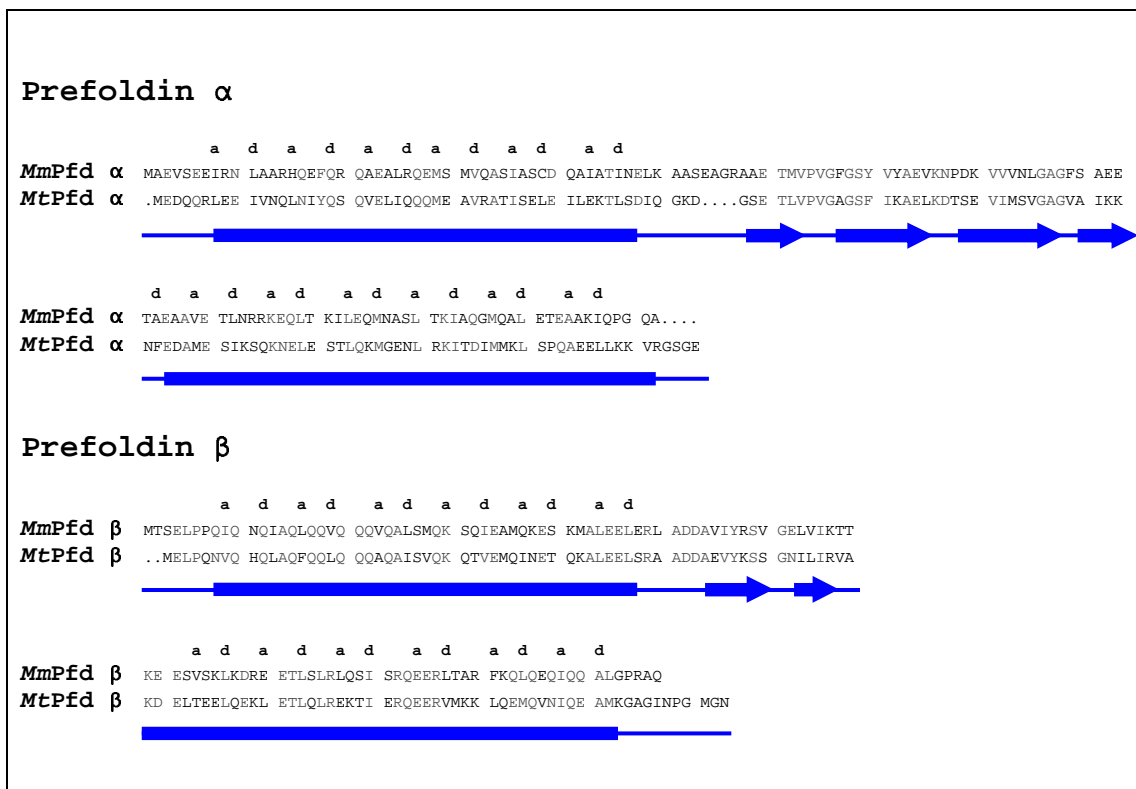 Prefoldin α
a d a d a d a d a d a d
MmPfd α MAEVSEEIRN LAARHQEFQR QAEALRQEMS MVQASIASCD QAIATINELK AASEAGRAAE TMVPVGFGSY VYAEVKNPDK VVVNLGAGFS AEE
MtPfd α .MEDQQRLEE IVNQLNIYQS QVELIQQQME AVRATISELE ILEKTLSDIQ GKD....GSE TLVPVGAGSF IKAELKDTSE VIMSVGAGVA IKK
d a d a d a d a d a d a d
MmPfd α TAEAAVE TLNRRKEQLT KILEQMNASL TKIAQGMQAL ETEAAKIQPG QA....
MtPfd α NFEDAME SIKSQKNELE STLQKMGENL RKITDIMMKL SPQAEELLKK VRGSGE
Prefoldin β
a d a d a d a d a d a d
MmPfd β MTSELPPQIQ NQIAQLQQVQ QQVQALSMQK SQIEAMQKES KMALEELERL ADDAVIYRSV GELVIKTT
MtPfd β ..MELPQNVQ HQLAQFQQLQ QQAQAISVQK QTVEMQINET QKALEELSRA ADDAEVYKSS GNILIRVA
a d a d a d a d a d a d
MmPfd β KE ESVSKLKDRE ETLSLRLQSI SRQEERLTAR FKQLQEQIQQ ALGPRAQ
MtPfd β KD ELTEELQEKL ETLQLREKTI ERQEERVMKK LQEMQVNIQE AMKGAGINPG MGN